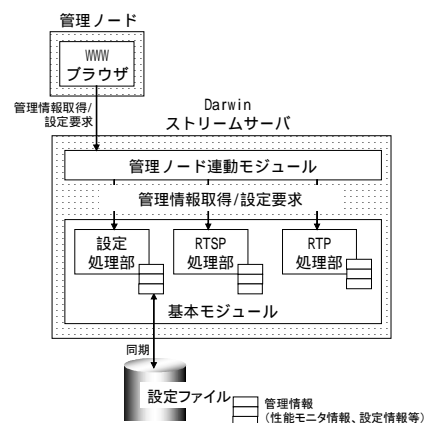 管理ノード
WWW
ブラウザ
管理情報取得/
設定要求
Darwin
ストリームサーバ
管理ノード連動モジュール
管理情報取得/設定要求
設定
処理部
RTSP
処理部
RTP
処理部
基本モジュール
同期
設定ファイル
管理情報
(性能モニタ情報、設定情報等)